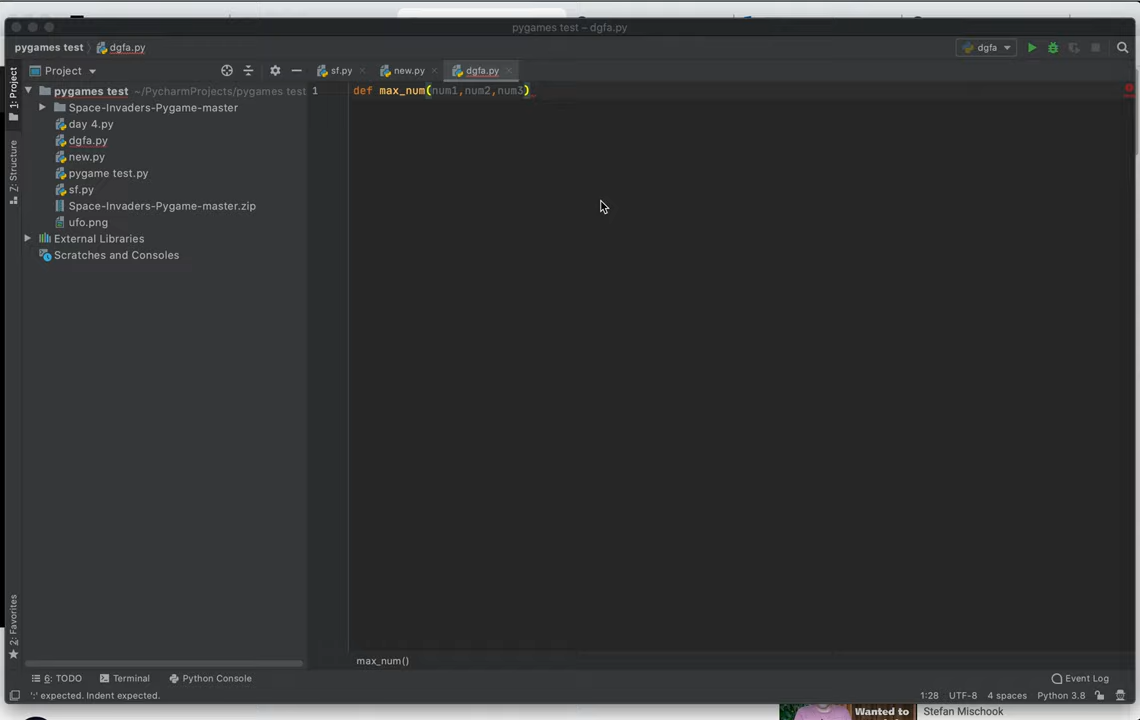 pygames test – dgfa.py
pygames test dgfa.py
dgfa
1: Project
Project
sf.py
new.py
dgfa.py
pygames test ~/PycharmProjects/pygames test
Space-Invaders-Pygame-master
day 4.py
dgfa.py
new.py
pygame test.py
sf.py
Space-Invaders-Pygame-master.zip
ufo.png
External Libraries
Scratches and Consoles
1
def max_num(num1,num2,num3)
Z: Structure
2: Favorites
max_num()
6: TODO
Terminal
Python Console
Event Log
':' expected. Indent expected.
1:28 UTF-8 4 spaces Python 3.8
Wanted to
Stefan Mischook